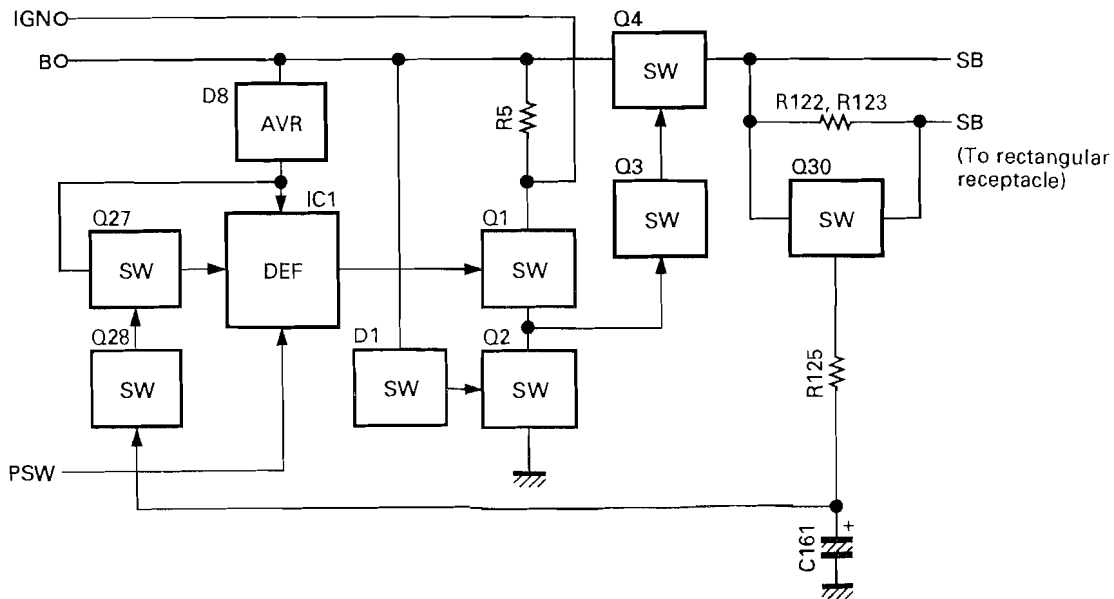 IGN
B
Q4
SW
SB
D8
AVR
R5
R122, R123
SB
(To rectangular
receptacle)
Q3
SW
Q30
SW
Q27
SW
IC1
DEF
Q1
SW
Q28
SW
D1
SW
Q2
SW
R125
PSW
C161
+